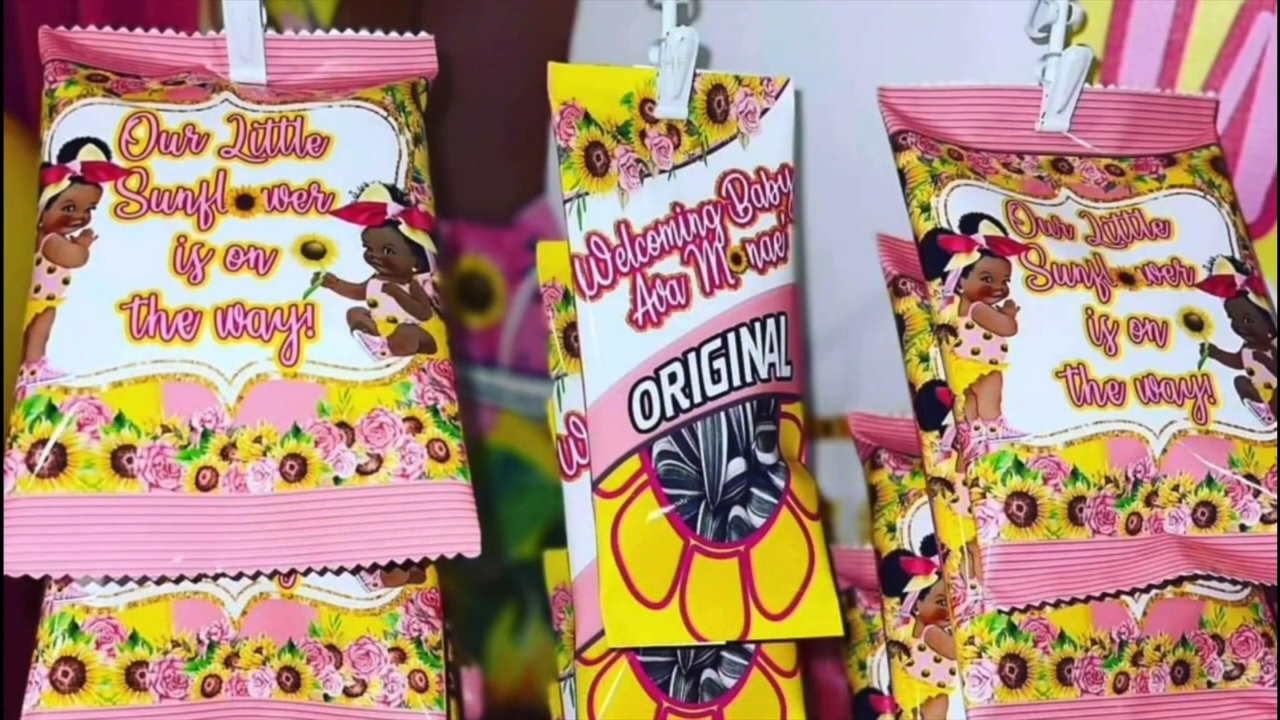 Our Little
Sunflower
is on
the way!
Welcoming Baby
Ava Monae'
ORIGINAL
Our Little
Sunflower
is on
the way!